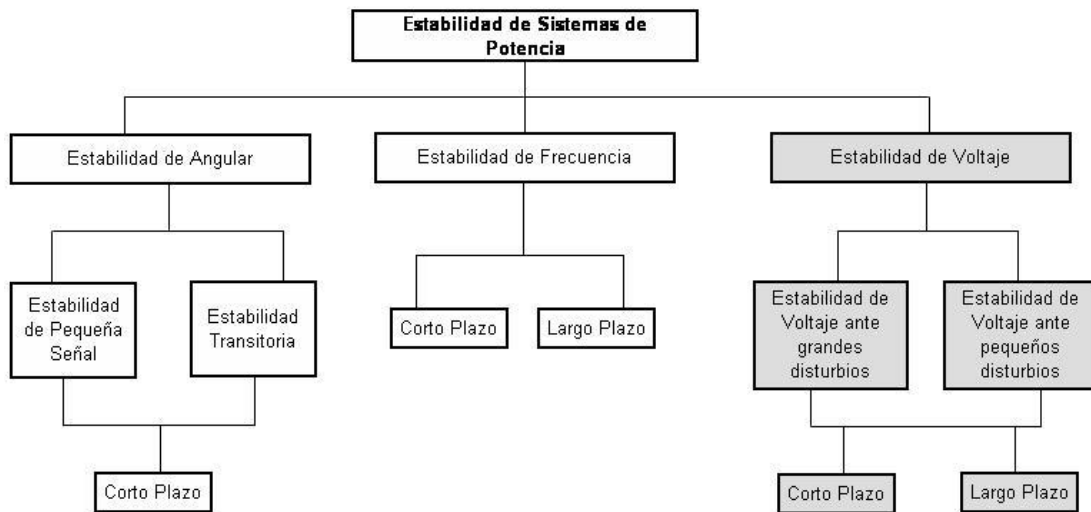 Estabilidad de Sistemas de
Potencia
Estabilidad de Angular
Estabilidad de Frecuencia
Estabilidad de Voltaje
Estabilidad
de Pequeña
Señal
Estabilidad
Transitoria
Corto Plazo
Largo Plazo
Estabilidad de
Voltaje ante
grandes
disturbios
Estabilidad de
Voltaje ante
pequeños
disturbios
Corto Plazo
Corto Plazo
Largo Plazo